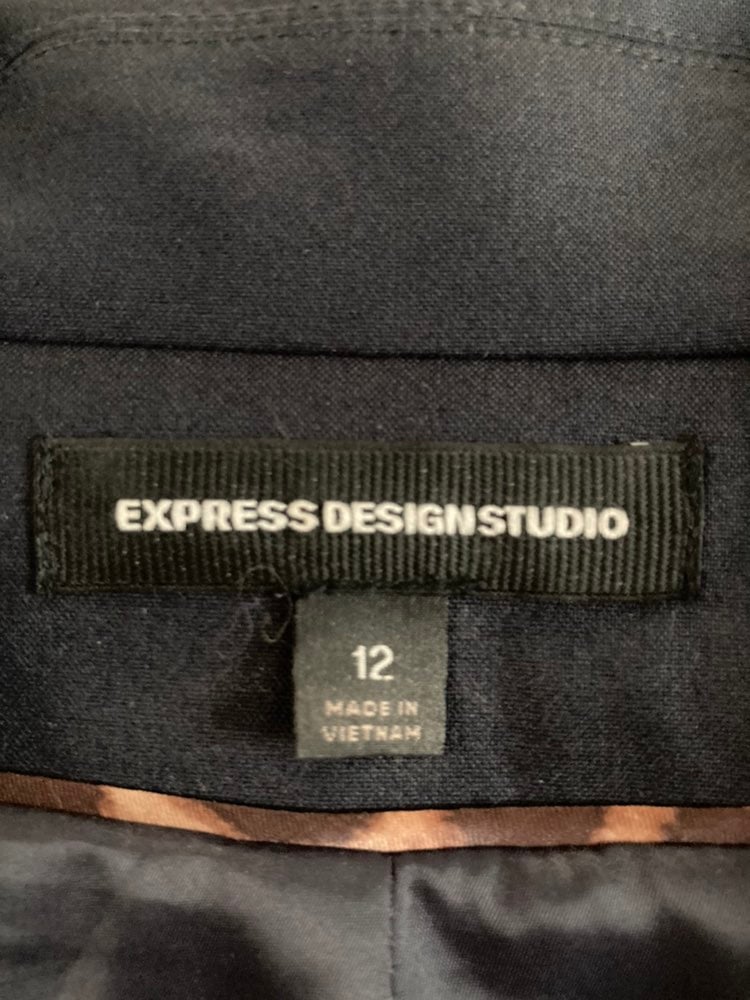 EXPRESS DESIGN STUDIO
12
MADE IN
VIETNAM